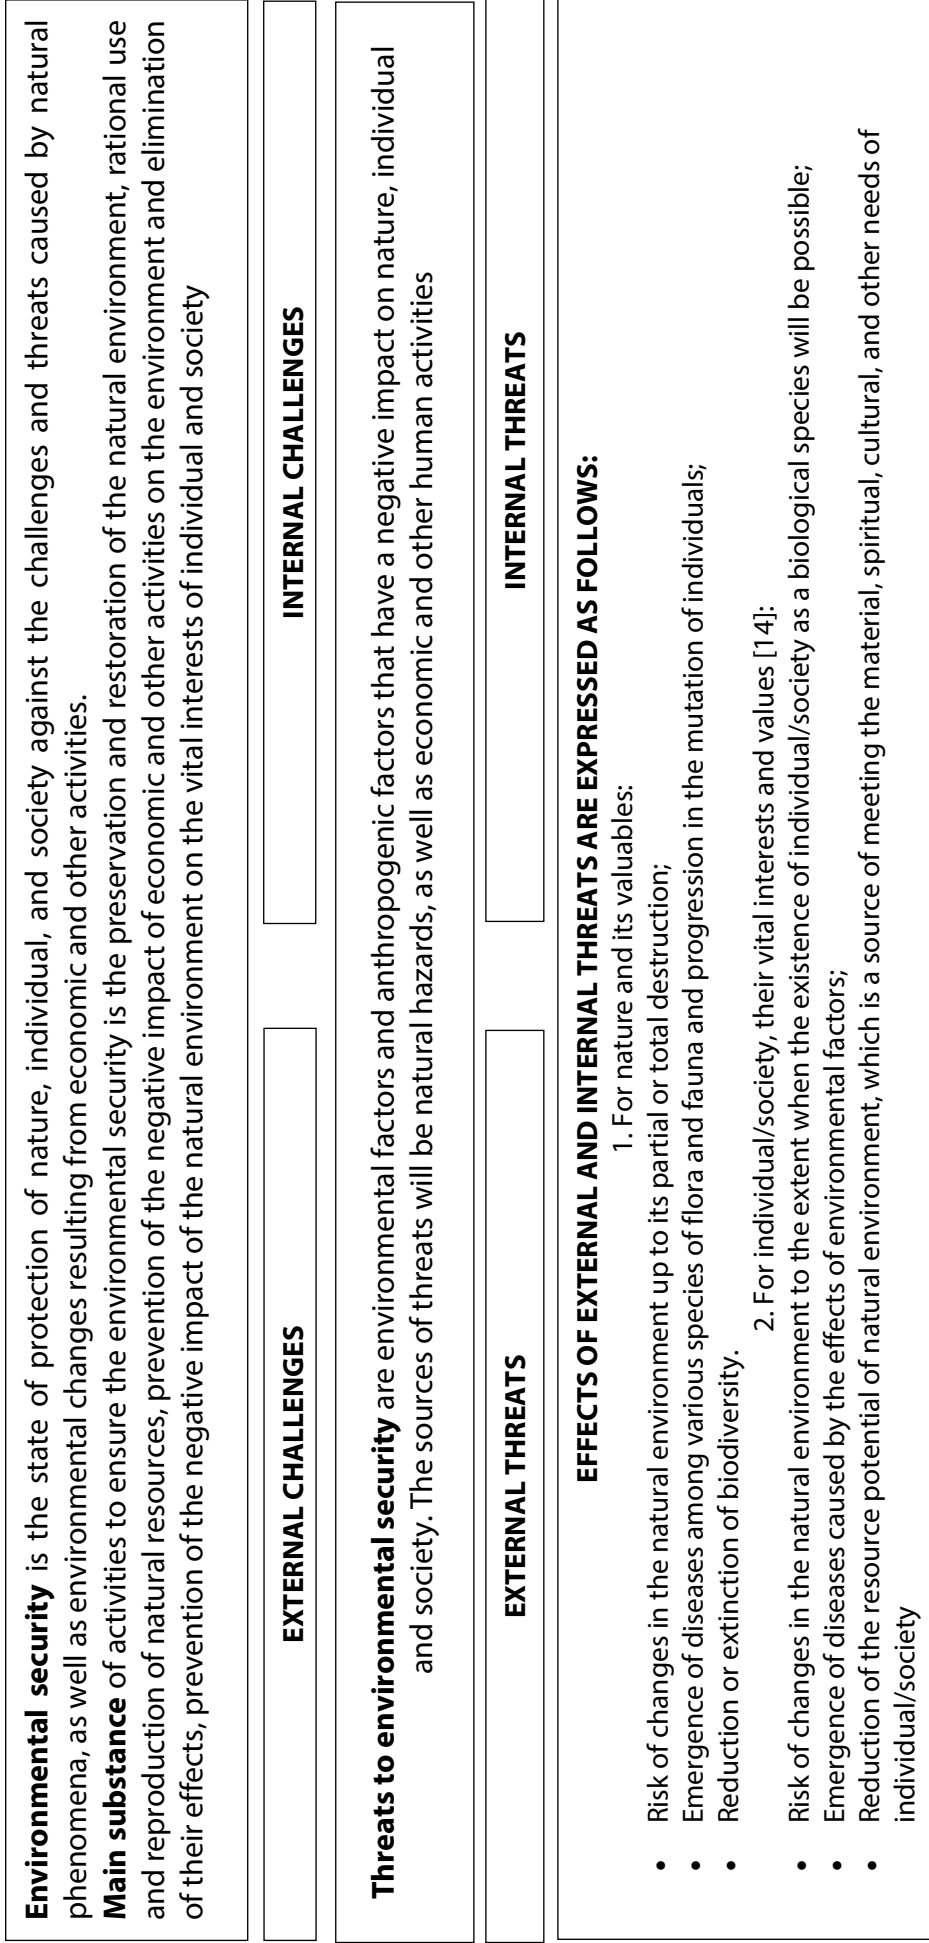 Environmental security is the state of protection of nature, individual, and society against the challenges and threats caused by natural
phenomena, as well as environmental changes resulting from economic and other activities.
Main substance of activities to ensure the environmental security is the preservation and restoration of the natural environment, rational use
and reproduction of natural resources, prevention of the negative impact of economic and other activities on the environment and elimination
of their effects, prevention of the negative impact of the natural environment on the vital interests of individual and society
EXTERNAL CHALLENGES
INTERNAL CHALLENGES
Threats to environmental security are environmental factors and anthropogenic factors that have a negative impact on nature, individual
and society. The sources of threats will be natural hazards, as well as economic and other human activities
EXTERNAL THREATS
INTERNAL THREATS
EFFECTS OF EXTERNAL AND INTERNAL THREATS ARE EXPRESSED AS FOLLOWS:
1. For nature and its valuables:
• Risk of changes in the natural environment up to its partial or total destruction;
• Emergence of diseases among various species of flora and fauna and progression in the mutation of individuals;
• Reduction or extinction of biodiversity.
2. For individual/society, their vital interests and values [14]:
• Risk of changes in the natural environment to the extent when the existence of individual/society as a biological species will be possible;
• Emergence of diseases caused by the effects of environmental factors;
• Reduction of the resource potential of natural environment, which is a source of meeting the material, spiritual, cultural, and other needs of
individual/society